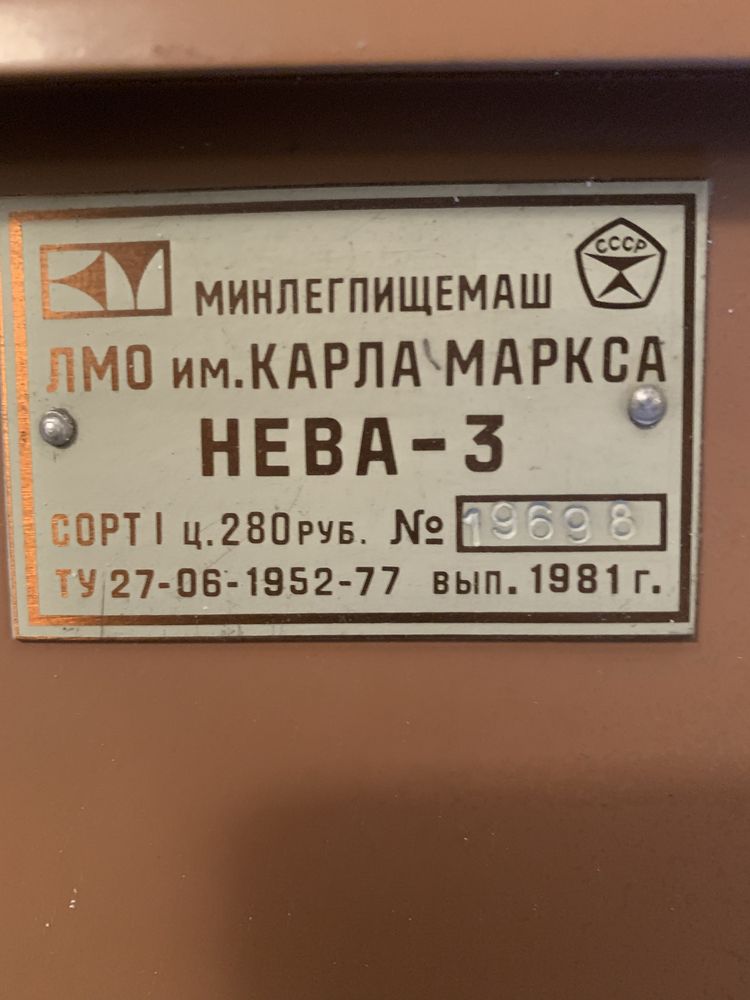 КМ
СССР
МИНЛЕГПИЩЕМАШ
ЛМО им. КАРЛА МАРКСА
НЕВА-3
СОРТ I ц. 280 РУБ. № 19698
ТУ 27-06-1952-77 вып. 1981 г.